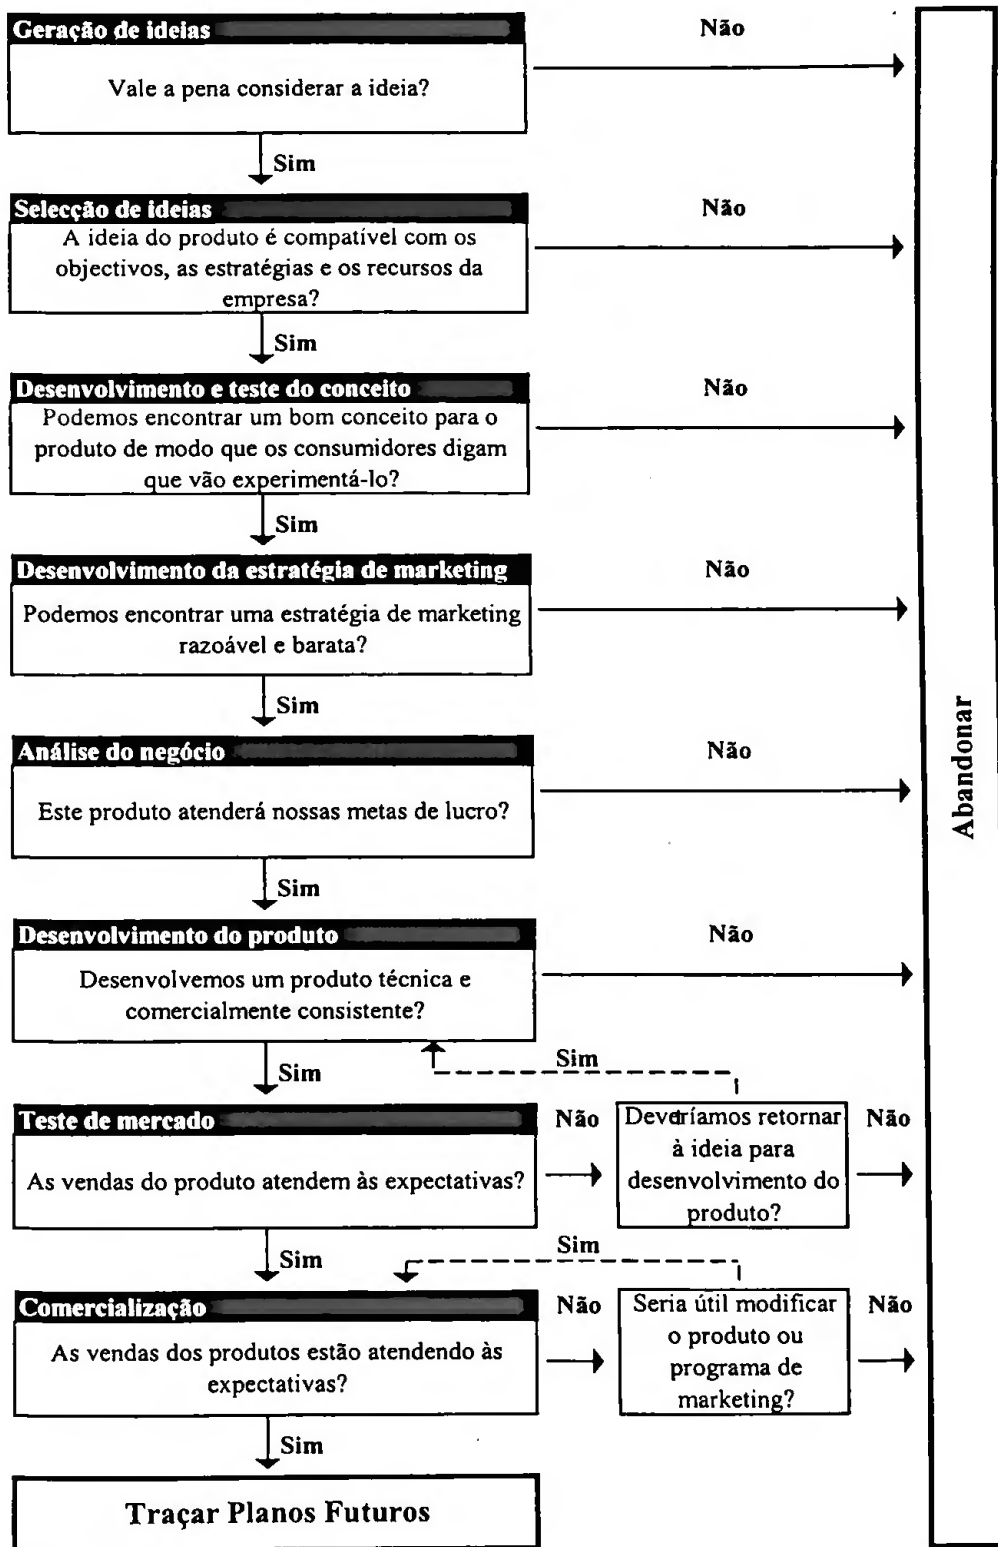 Geração de ideias
Não
Vale a pena considerar a ideia?
Sim
Selecção de ideias
Não
A ideia do produto é compatível com os
objectivos, as estratégias e os recursos da
empresa?
Sim
Desenvolvimento e teste do conceito
Não
Podemos encontrar um bom conceito para o
produto de modo que os consumidores digam
que vão experimentá-lo?
Sim
Desenvolvimento da estratégia de marketing
Não
Podemos encontrar uma estratégia de marketing
razoável e barata?
Sim
Análise do negócio
Não
Este produto atenderá nossas metas de lucro?
Sim
Desenvolvimento do produto
Não
Desenvolvemos um produto técnica e
comercialmente consistente?
Sim
Sim
Teste de mercado
As vendas do produto atendem às expectativas?
Não
Deveríamos retornar
à ideia para
desenvolvimento do
produto?
Não
Sim
Sim
Comercialização
As vendas dos produtos estão atendendo às
expectativas?
Não
Seria útil modificar
o produto ou
programa de
marketing?
Não
Sim
Traçar Planos Futuros
Abandonar